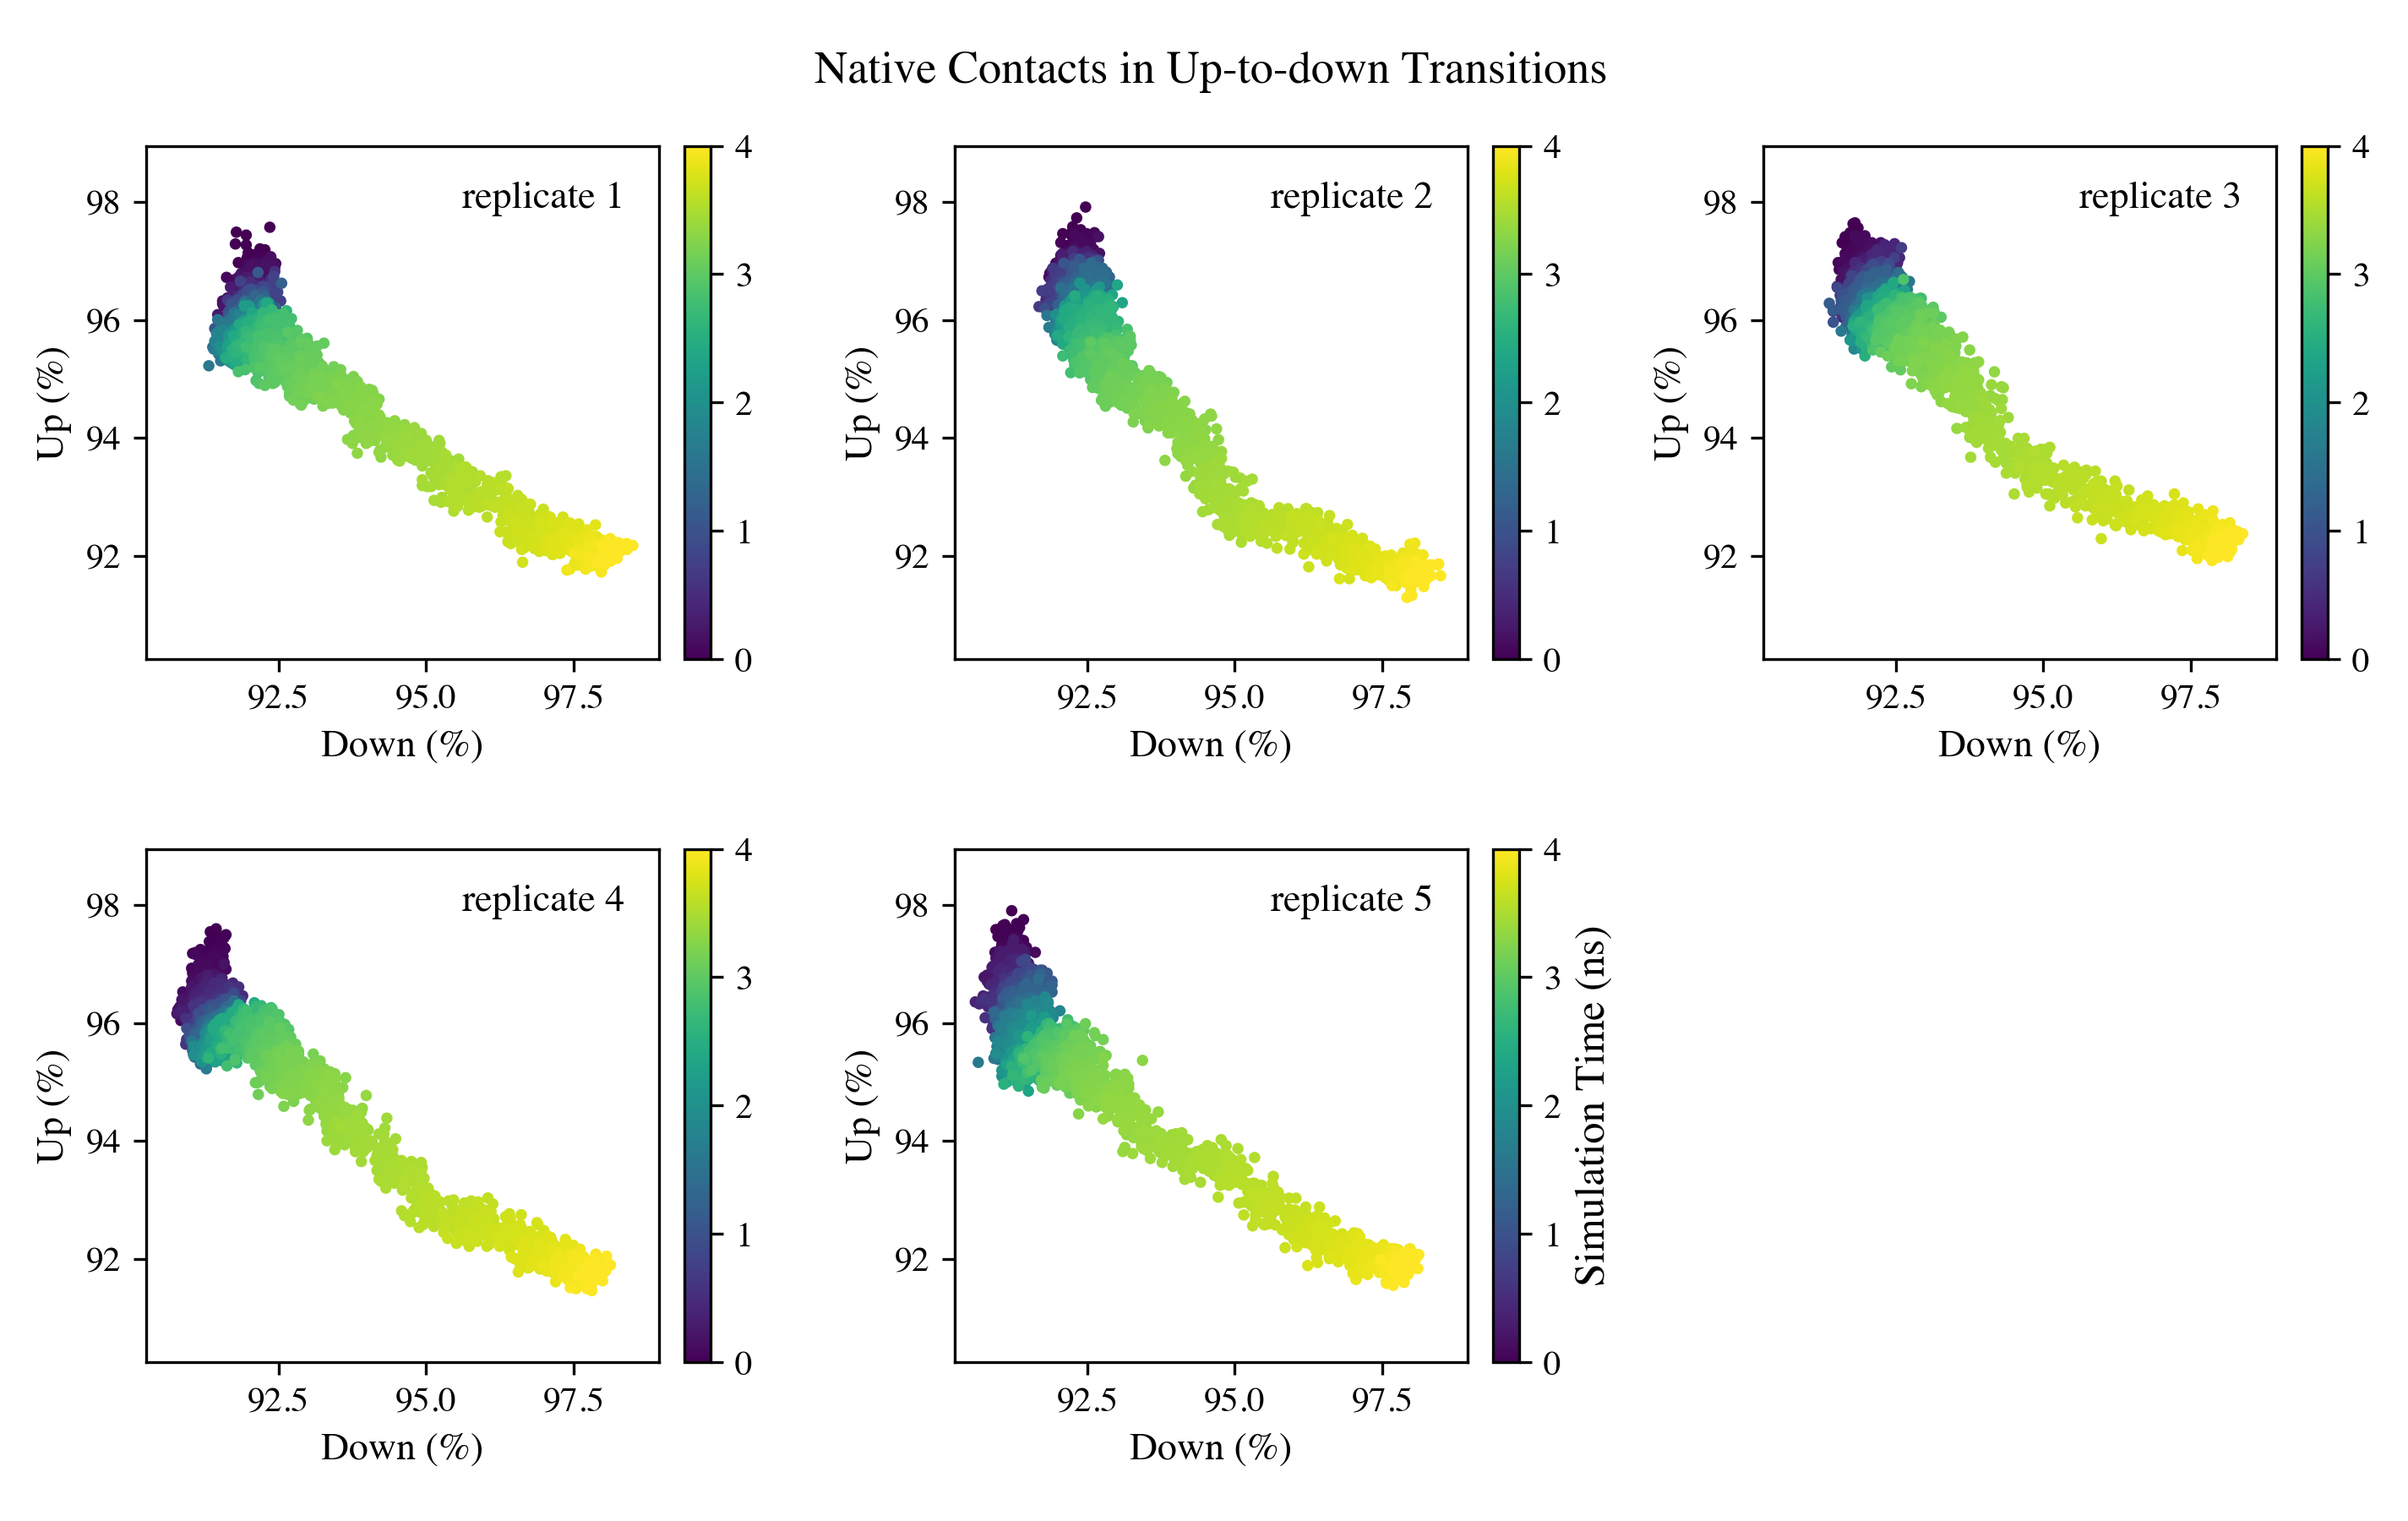 Native Contacts in Up-to-down Transitions
replicate 1
98
96
94
92
Up (%)
92.5 95.0 97.5
Down (%)
4
3
2
1
0
replicate 2
98
96
94
92
Up (%)
92.5 95.0 97.5
Down (%)
4
3
2
1
0
replicate 3
98
96
94
92
Up (%)
92.5 95.0 97.5
Down (%)
4
3
2
1
0
replicate 4
98
96
94
92
Up (%)
92.5 95.0 97.5
Down (%)
4
3
2
1
0
replicate 5
98
96
94
92
Up (%)
92.5 95.0 97.5
Down (%)
4
3
2
1
0
Simulation Time (ns)